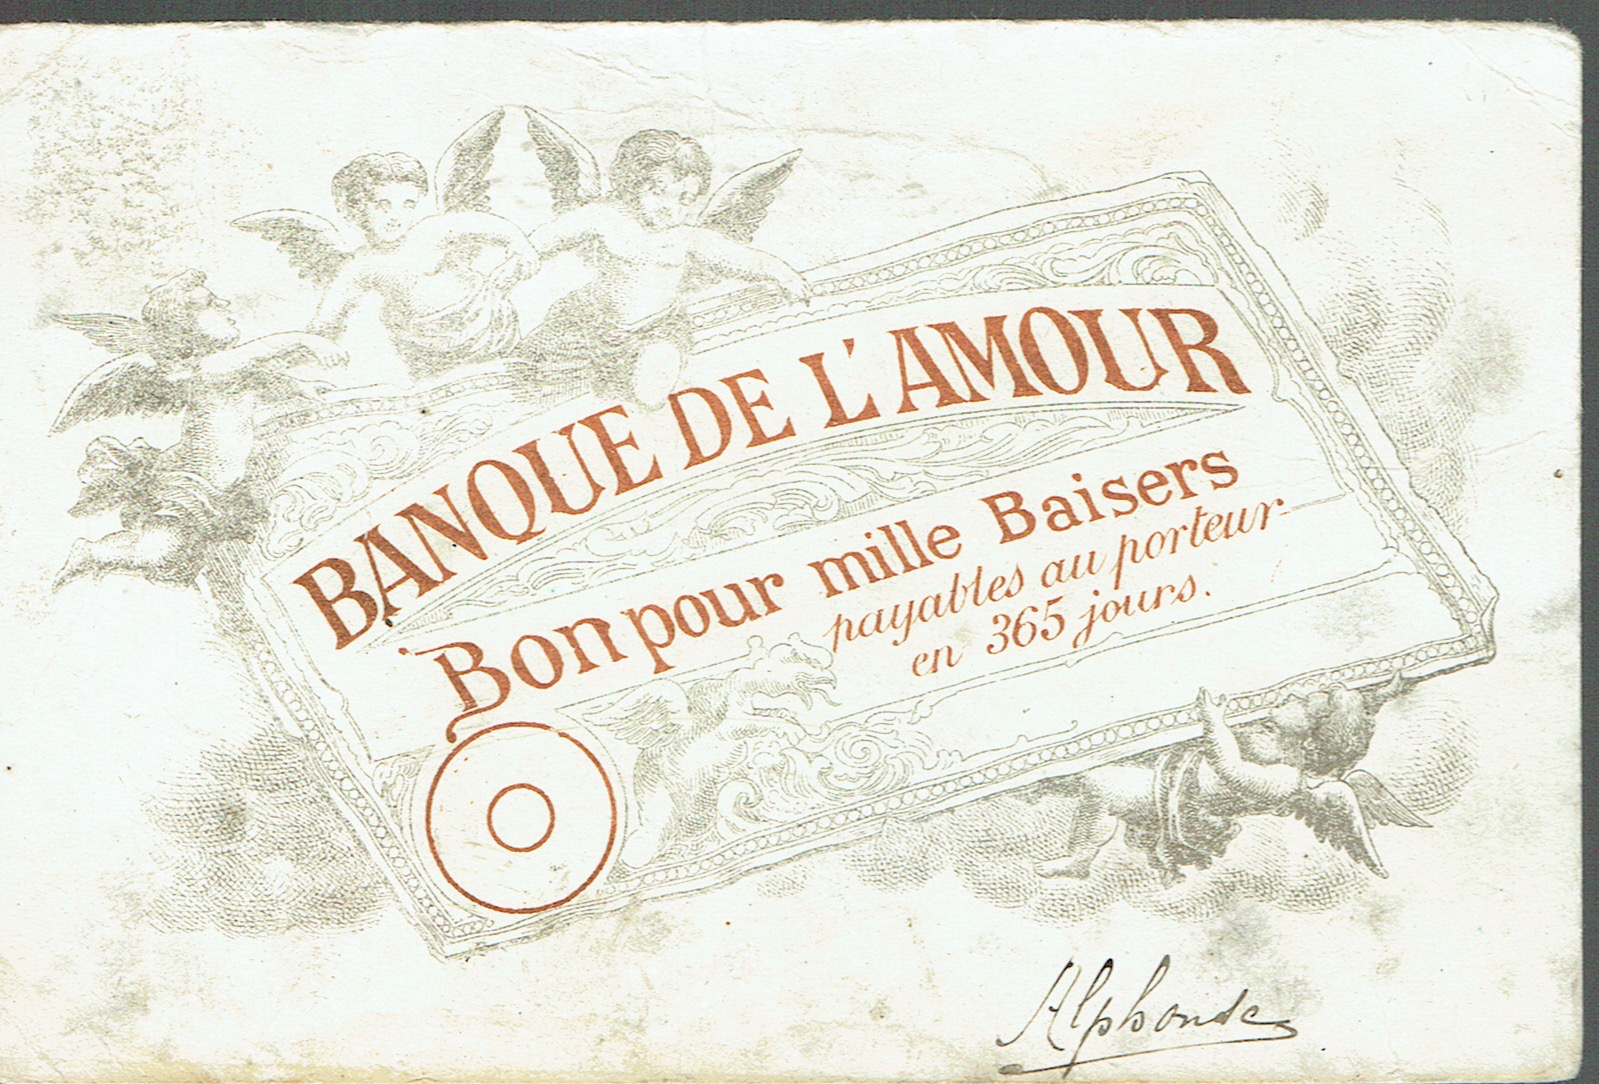 BANQUE DE L'AMOUR
Bon pour mille Baisers
payables au porteur
en 365 jours.
Alphonse